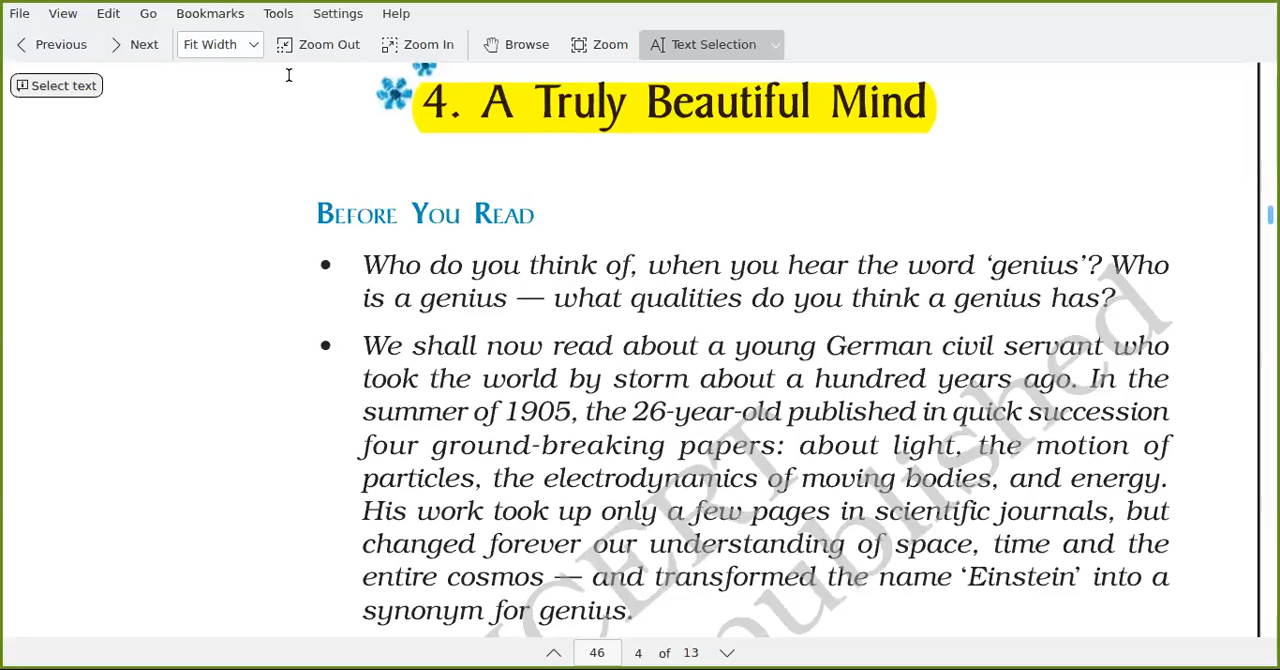 File View Edit Go Bookmarks Tools Settings Help
Previous Next Fit Width Zoom Out Zoom In Browse Zoom Text Selection
Select text
4. A Truly Beautiful Mind
BEFORE YOU READ
• Who do you think of, when you hear the word ‘genius’? Who
is a genius — what qualities do you think a genius has?
• We shall now read about a young German civil servant who
took the world by storm about a hundred years ago. In the
summer of 1905, the 26-year-old published in quick succession
four ground-breaking papers: about light, the motion of
particles, the electrodynamics of moving bodies, and energy.
His work took up only a few pages in scientific journals, but
changed forever our understanding of space, time and the
entire cosmos — and transformed the name ‘Einstein’ into a
synonym for genius.
NCERT
republished
46 4 of 13